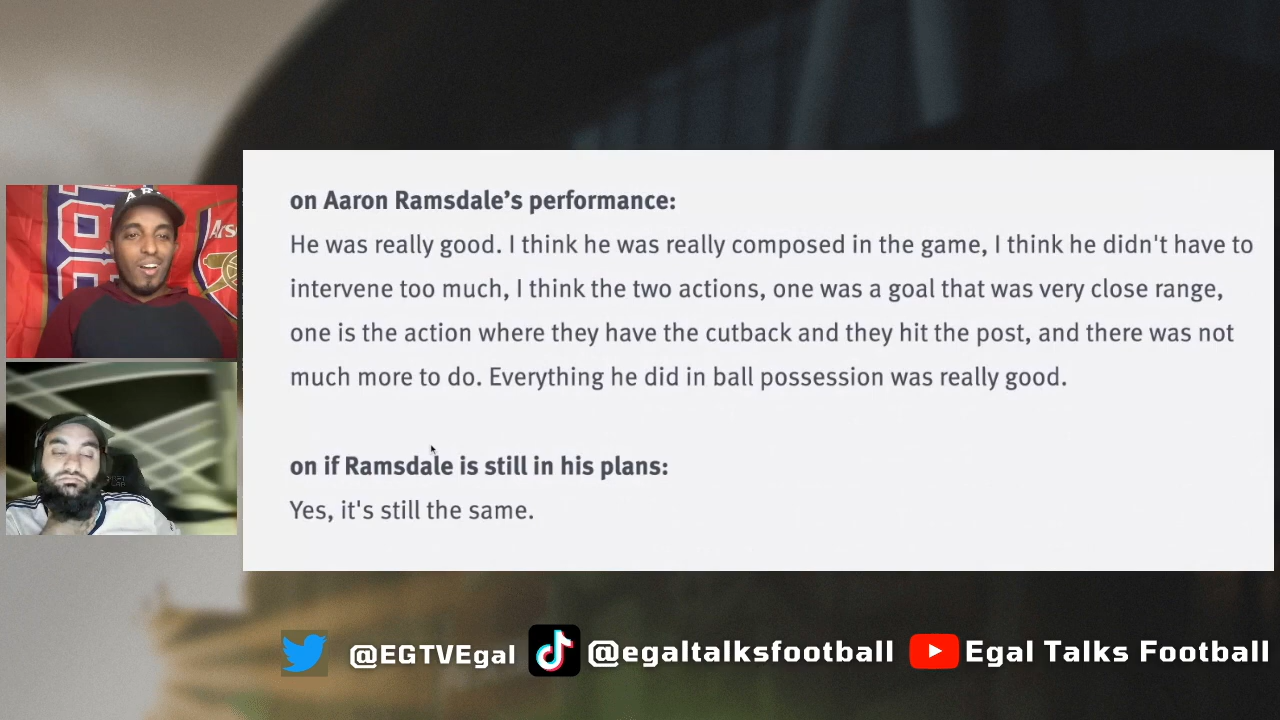 on Aaron Ramsdale’s performance:
He was really good. I think he was really composed in the game, I think he didn't have to
intervene too much, I think the two actions, one was a goal that was very close range,
one is the action where they have the cutback and they hit the post, and there was not
much more to do. Everything he did in ball possession was really good.
on if Ramsdale is still in his plans:
Yes, it's still the same.
@EGTVEgal
@egaltalksfootball
Egal Talks Football